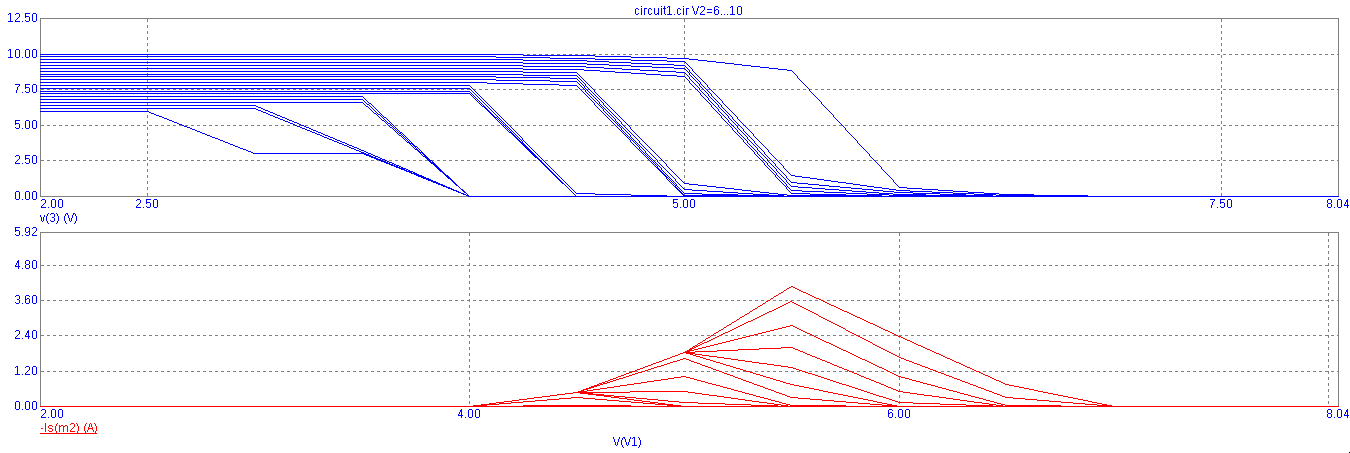 circuit1.cir V2=6...10
12.50
10.00
7.50
5.00
2.50
0.00
2.00 2.50 5.00 7.50 8.04
v(3) (V)
5.92
4.80
3.60
2.40
1.20
0.00
2.00 4.00 6.00 8.04
-Is(m2) (A)
V(V1)